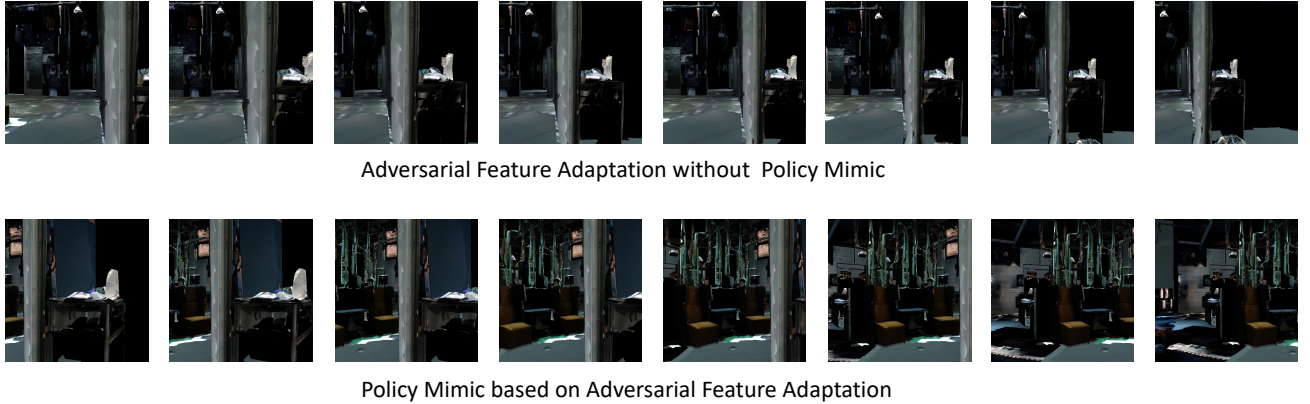 Adversarial Feature Adaptation without Policy Mimic
Policy Mimic based on Adversarial Feature Adaptation